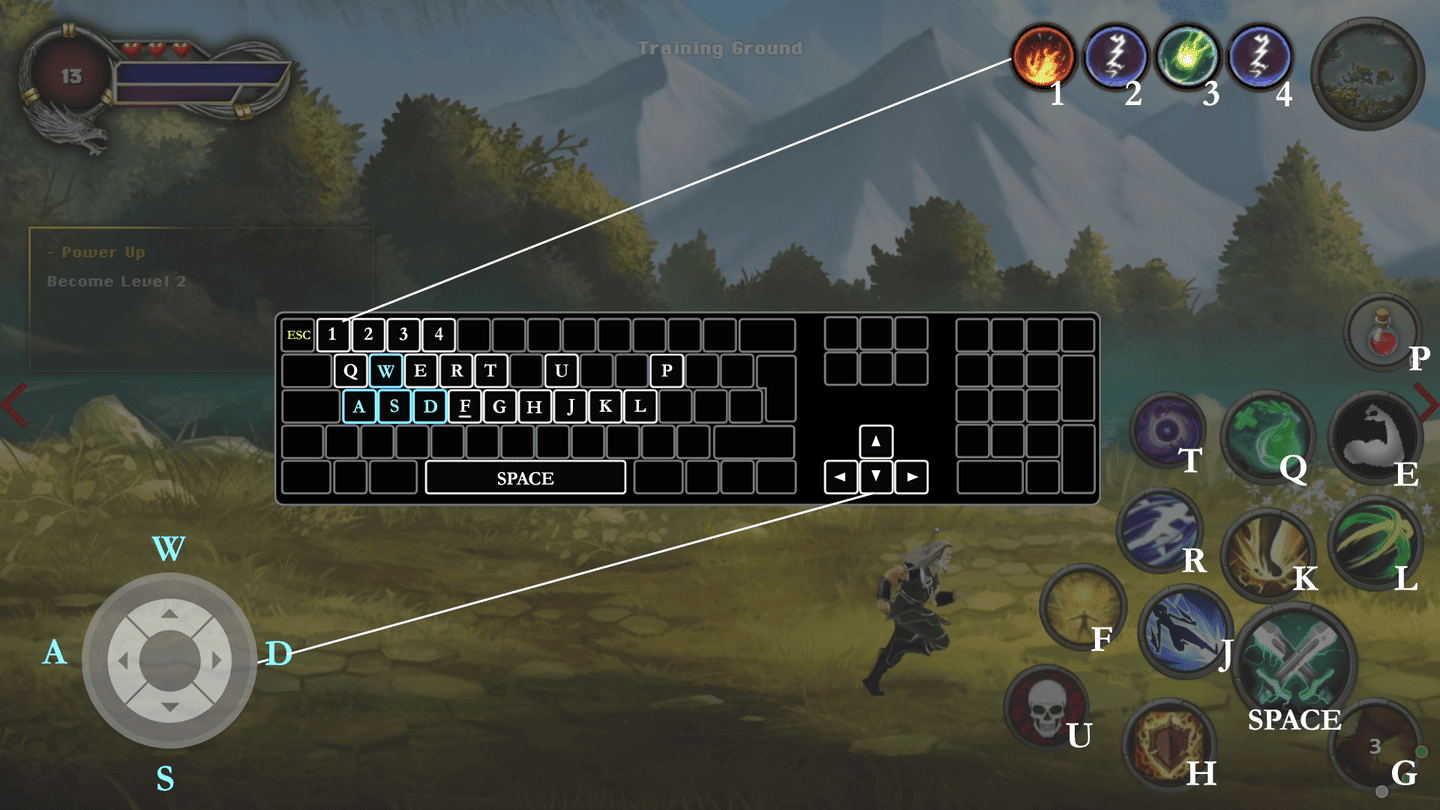 13
Training Ground
1 2 3 4
- Power Up
Become Level 2
ESC 1 2 3 4
Q W E R T U P
A S D F G H J K L
SPACE
P
T Q E
R K L
F J
SPACE
U H 3 G
W
A D
S